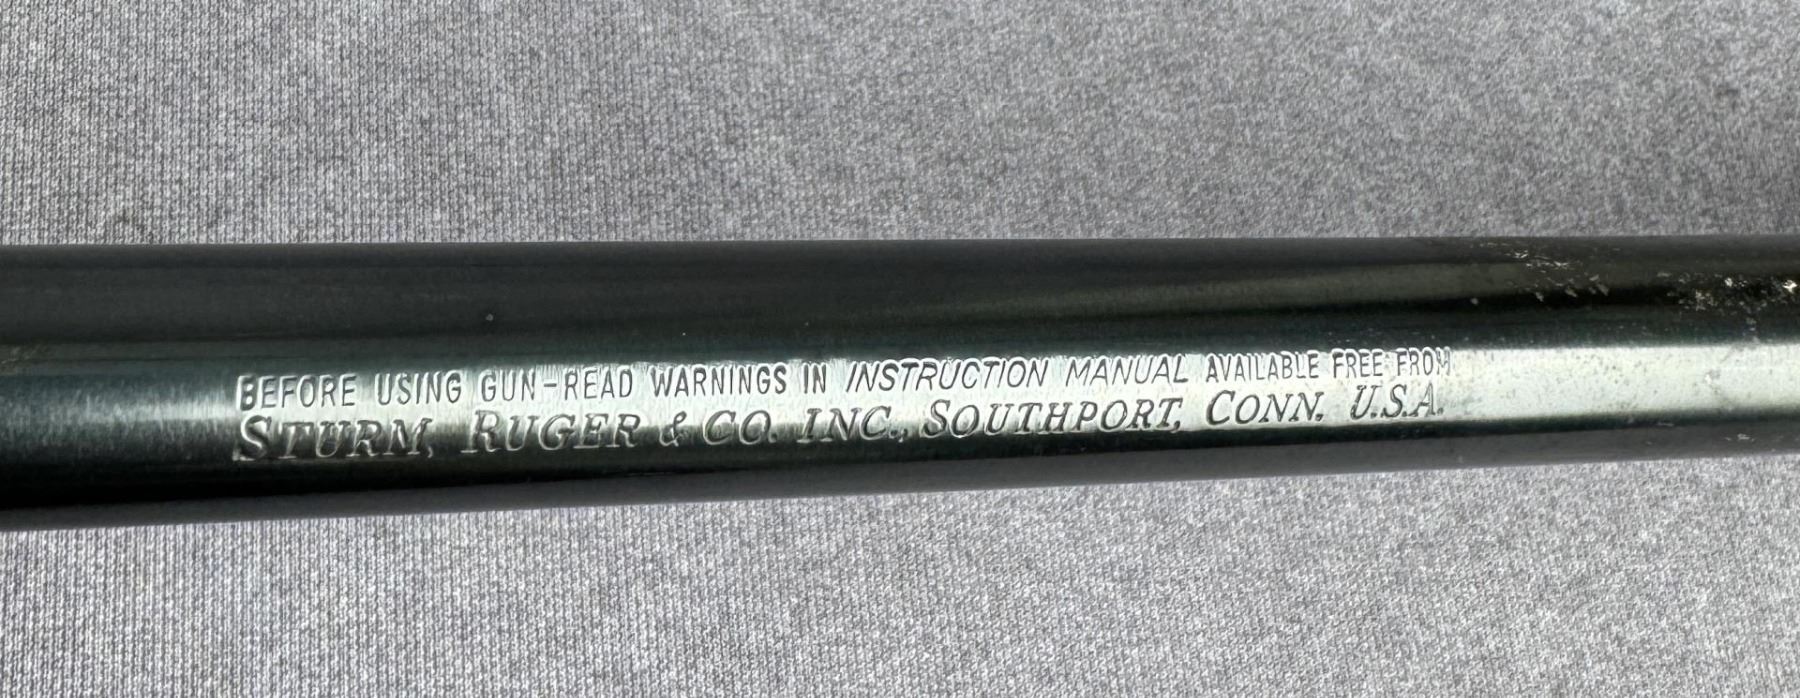 BEFORE USING GUN-READ WARNINGS IN INSTRUCTION MANUAL AVAILABLE FREE FROM
STURM, RUGER & CO. INC., SOUTHPORT, CONN. U.S.A.